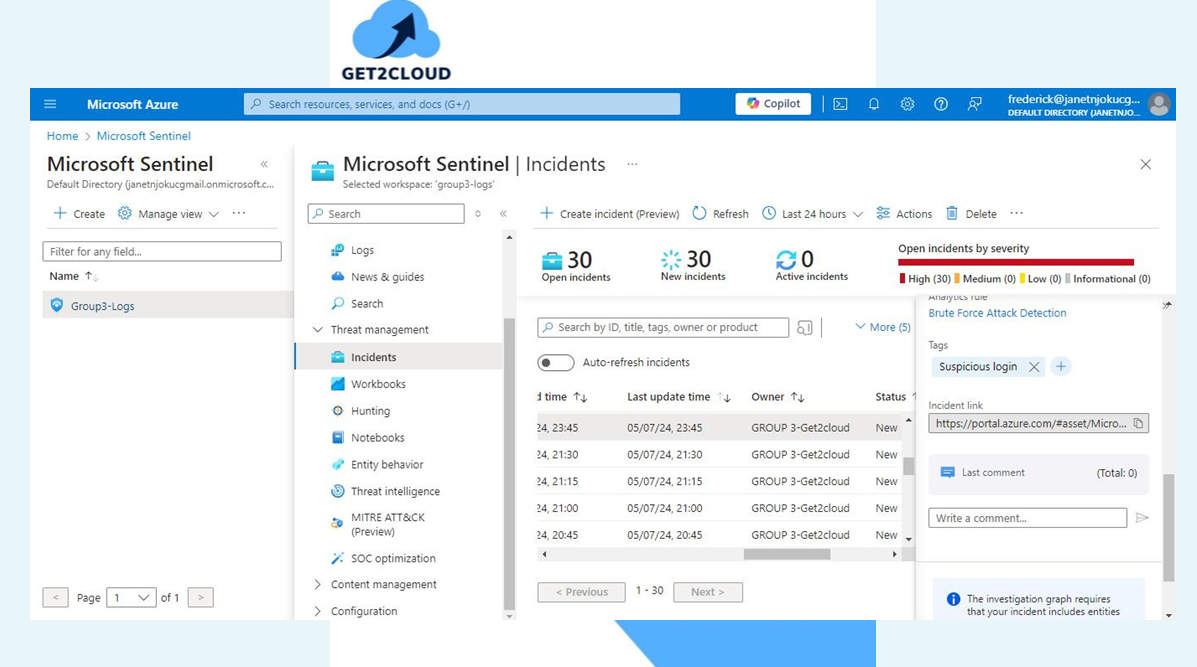 GET2CLOUD
Microsoft Azure
Search resources, services, and docs (G+/)
Copilot
frederick@janetnjokucg...
DEFAULT DIRECTORY (JANETNJO...
Home > Microsoft Sentinel
Microsoft Sentinel
Default Directory (janetnjokucgmail.onmicrosoft.c...
Create
Manage view
Filter for any field...
Name
Group3-Logs
< Page 1 of 1 >
Microsoft Sentinel | Incidents
Selected workspace: 'group3-logs'
Search
Logs
News & guides
Search
Threat management
Incidents
Workbooks
Hunting
Notebooks
Entity behavior
Threat intelligence
MITRE ATT&CK
(Preview)
SOC optimization
Content management
Configuration
Create incident (Preview) Refresh Last 24 hours Actions Delete
30
Open incidents
30
New incidents
0
Active incidents
Open incidents by severity
High (30) Medium (0) Low (0) Informational (0)
Search by ID, title, tags, owner or product
More (5)
Auto-refresh incidents
d time Last update time Owner Status
24, 23:45 05/07/24, 23:45 GROUP 3-Get2cloud New
24, 21:30 05/07/24, 21:30 GROUP 3-Get2cloud New
24, 21:15 05/07/24, 21:15 GROUP 3-Get2cloud New
24, 21:00 05/07/24, 21:00 GROUP 3-Get2cloud New
24, 20:45 05/07/24, 20:45 GROUP 3-Get2cloud New
< Previous 1 - 30 Next >
Analytics rule
Brute Force Attack Detection
Tags
Suspicious login
Incident link
https://portal.azure.com/#asset/Micro...
Last comment (Total: 0)
Write a comment...
The investigation graph requires
that your incident includes entities